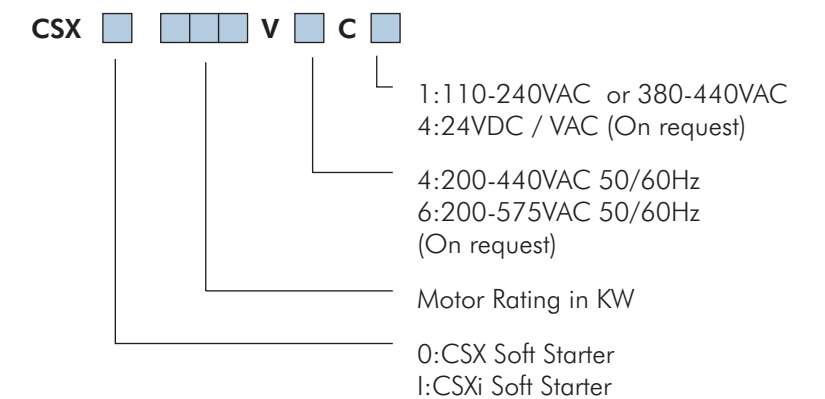 CSX V C
1:110-240VAC or 380-440VAC
4:24VDC / VAC (On request)
4:200-440VAC 50/60Hz
6:200-575VAC 50/60Hz
(On request)
Motor Rating in KW
0:CSX Soft Starter
I:CSXi Soft Starter